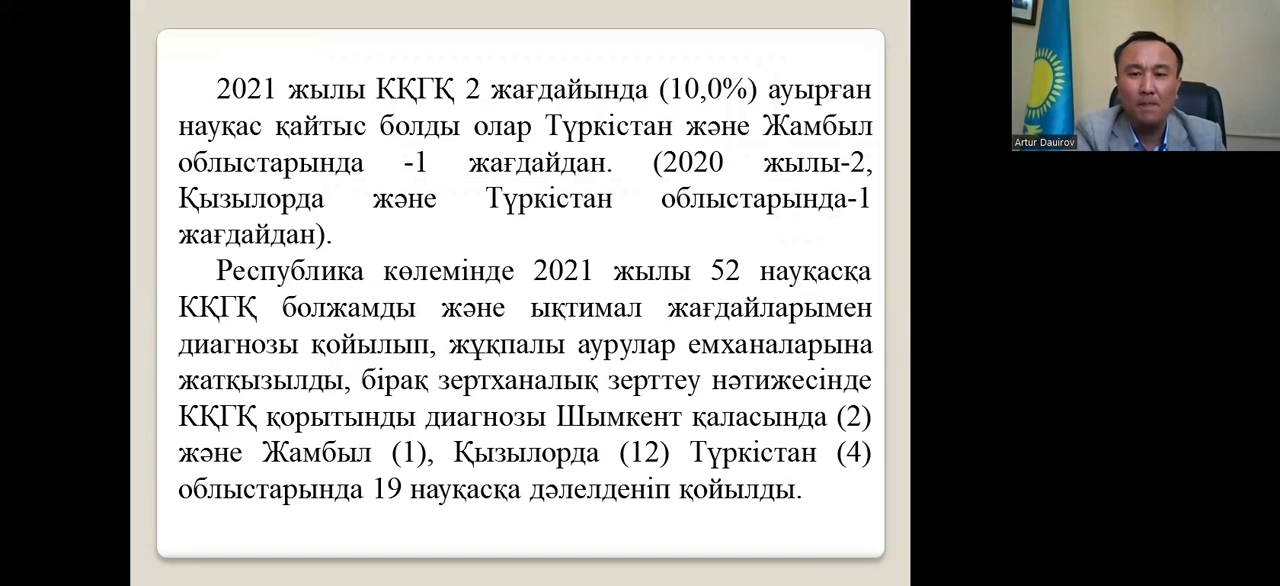 2021 жылы КҚГҚ 2 жағдайында (10,0%) ауырған
науқас қайтыс болды олар Түркістан және Жамбыл
облыстарында -1 жағдайдан. (2020 жылы-2,
Қызылорда және Түркістан облыстарында-1
жағдайдан).
Республика көлемінде 2021 жылы 52 науқасқа
КҚГҚ болжамды және ықтимал жағдайларымен
диагнозы қойылып, жұқпалы аурулар емханаларына
жатқызылды, бірақ зертханалық зерттеу нәтижесінде
КҚГҚ қорытынды диагнозы Шымкент қаласында (2)
және Жамбыл (1), Қызылорда (12) Түркістан (4)
облыстарында 19 науқасқа дәлелденіп қойылды.
Artur Dauirov